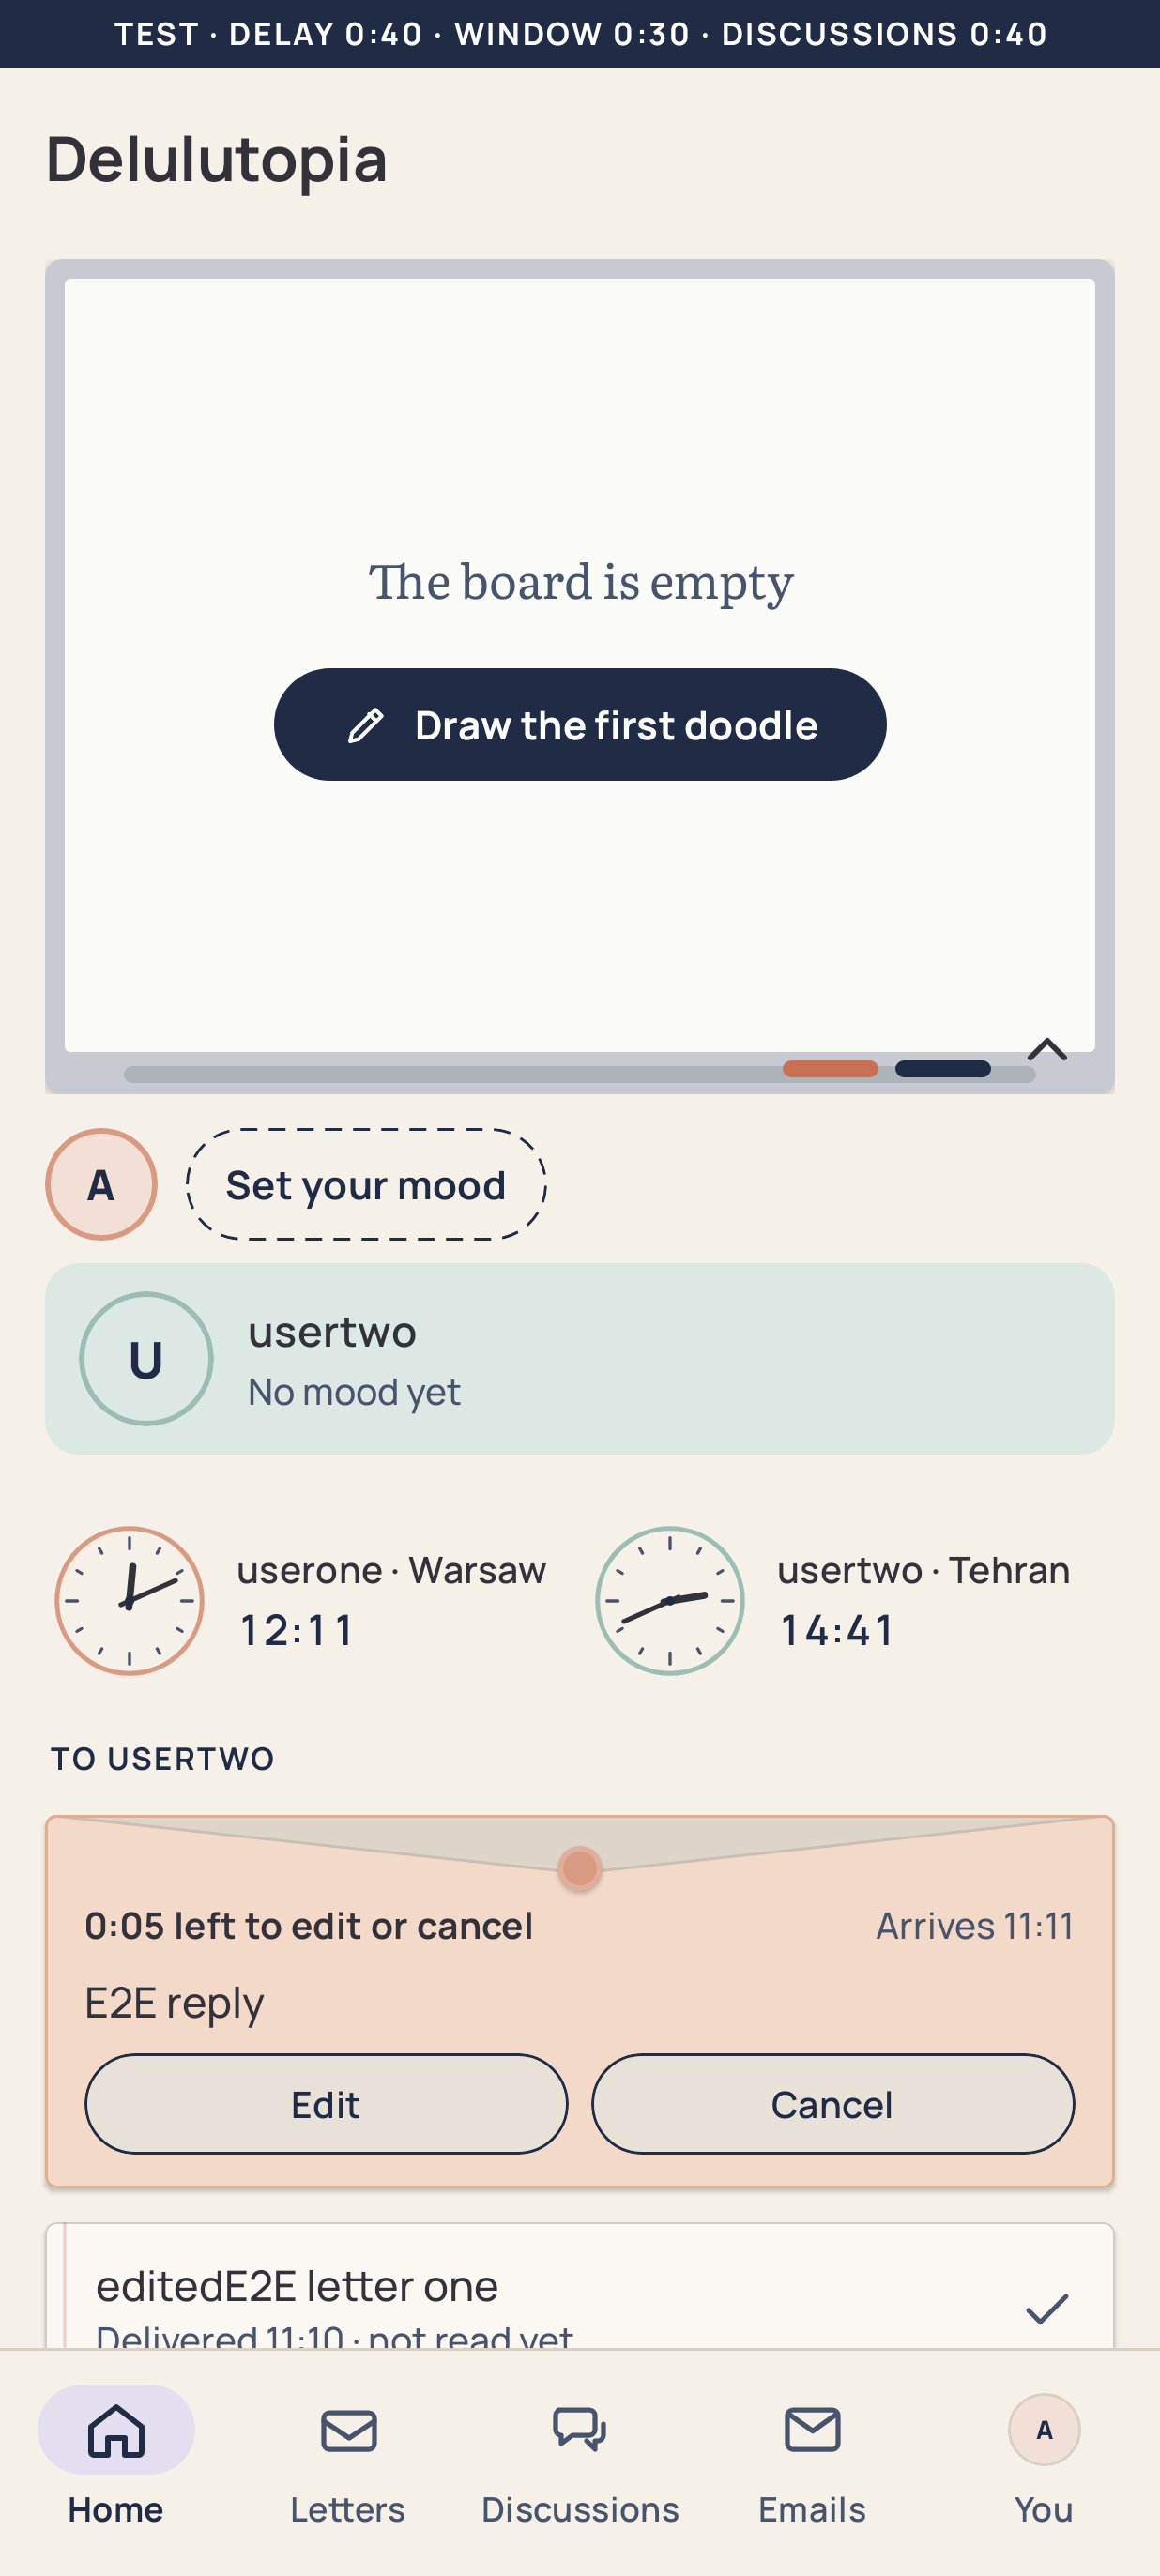 TEST · DELAY 0:40 · WINDOW 0:30 · DISCUSSIONS 0:40
Delulutopia
The board is empty
Draw the first doodle
A
Set your mood
U
usertwo
No mood yet
userone · Warsaw
12:11
usertwo · Tehran
14:41
TO USERTWO
0:05 left to edit or cancel
Arrives 11:11
E2E reply
Edit
Cancel
editedE2E letter one
Delivered 11:10 · not read yet
Home
Letters
Discussions
Emails
A
You